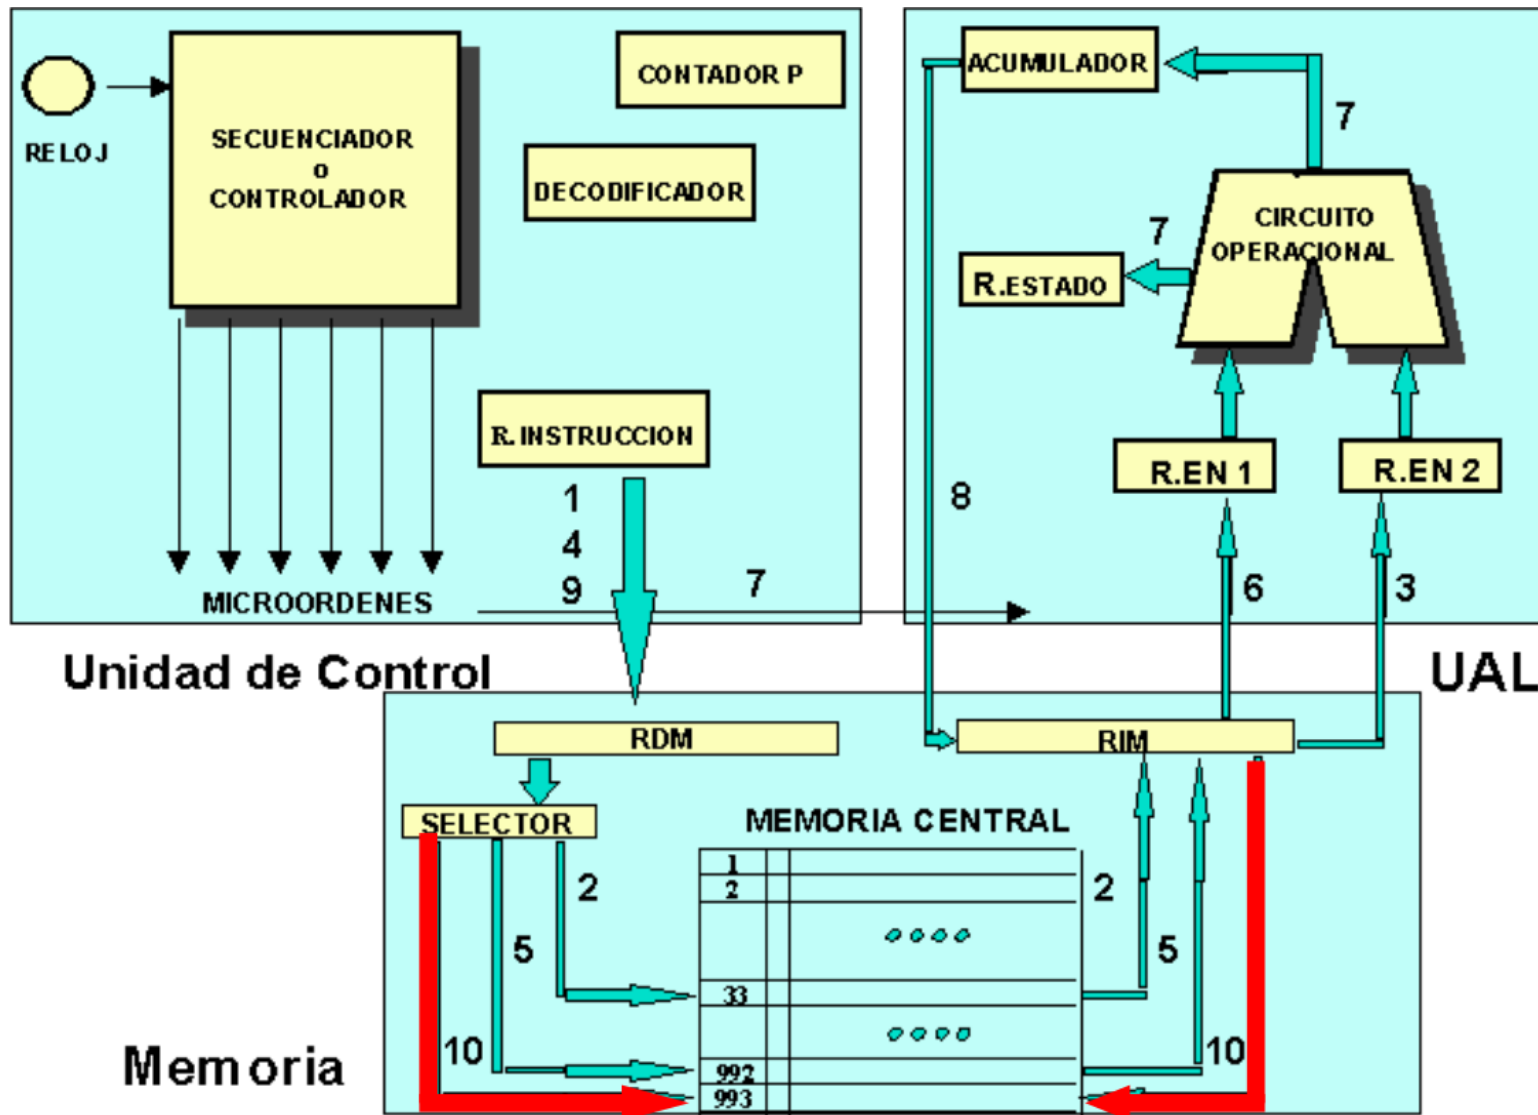 RELOJ
SECUENCIADOR
o
CONTROLADOR
CONTADOR P
DECODIFICADOR
R.INSTRUCCION
1
4
9
7
MICROORDENES
Unidad de Control
ACUMULADOR
7
CIRCUITO
OPERACIONAL
7
R.ESTADO
R.EN 1
R.EN 2
8
6
3
UAL
RDM
RIM
SELECTOR
MEMORIA CENTRAL
1
2
33
992
993
2
5
10
2
5
10
Memoria